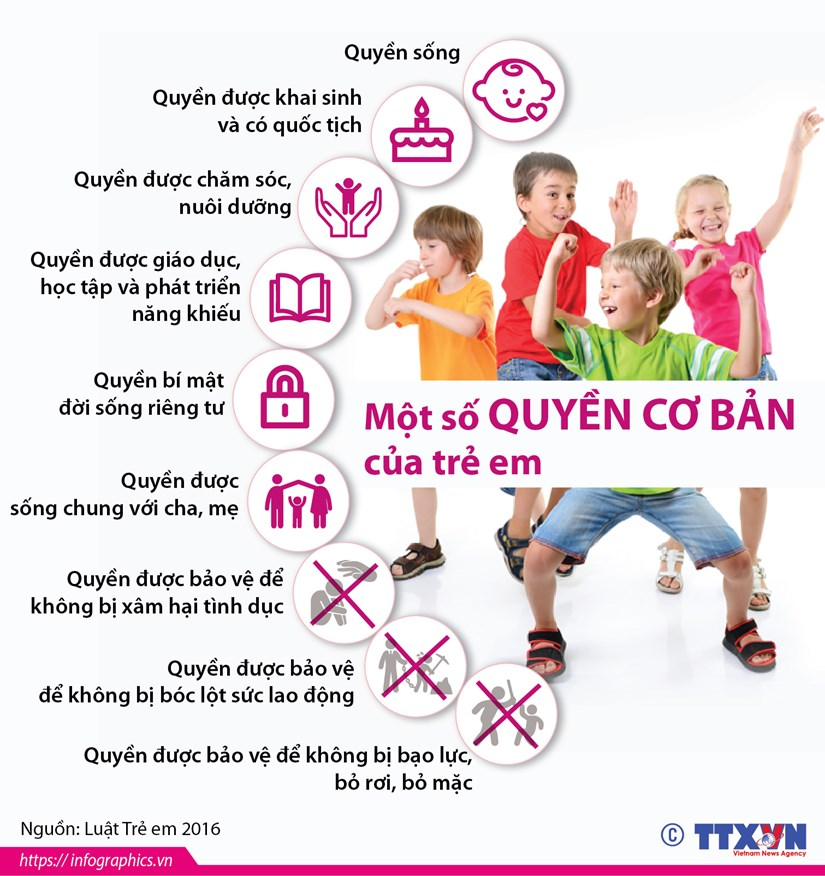 Quyền sống
Quyền được khai sinh
và có quốc tịch
Quyền được chăm sóc,
nuôi dưỡng
Quyền được giáo dục,
học tập và phát triển
năng khiếu
Quyền bí mật
đời sống riêng tư
Một số QUYỀN CƠ BẢN
của trẻ em
Quyền được
sống chung với cha, mẹ
Quyền được bảo vệ để
không bị xâm hại tình dục
Quyền được bảo vệ
để không bị bóc lột sức lao động
Quyền được bảo vệ để không bị bạo lực,
bỏ rơi, bỏ mặc
Nguồn: Luật Trẻ em 2016
© TTXVN
Vietnam News Agency
https://infographics.vn